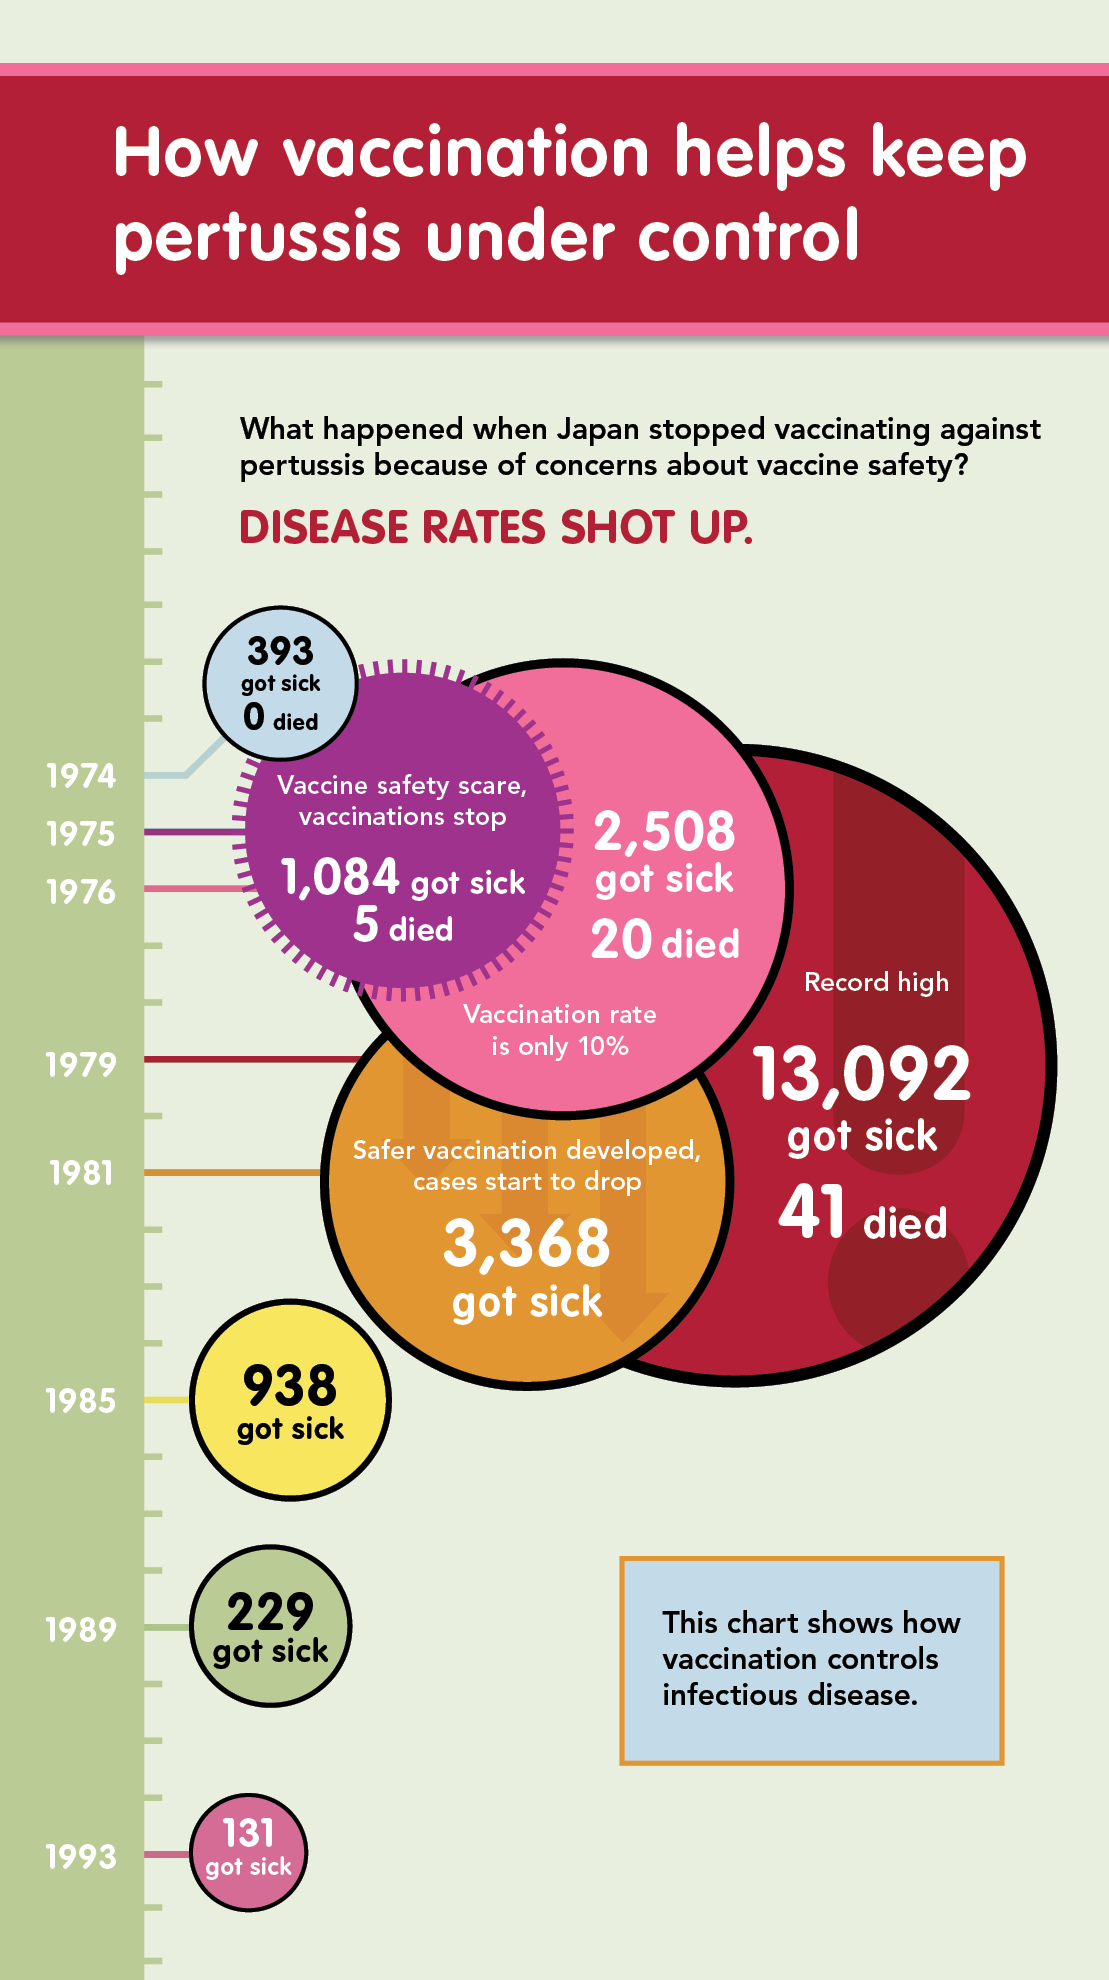 How vaccination helps keep
pertussis under control
What happened when Japan stopped vaccinating against
pertussis because of concerns about vaccine safety?
DISEASE RATES SHOT UP.
1974
393
got sick
0 died
1975
Vaccine safety scare,
vaccinations stop
1,084 got sick
5 died
1976
2,508
got sick
20 died
Vaccination rate
is only 10%
1979
Record high
13,092
got sick
41 died
1981
Safer vaccination developed,
cases start to drop
3,368
got sick
1985
938
got sick
1989
229
got sick
This chart shows how
vaccination controls
infectious disease.
1993
131
got sick